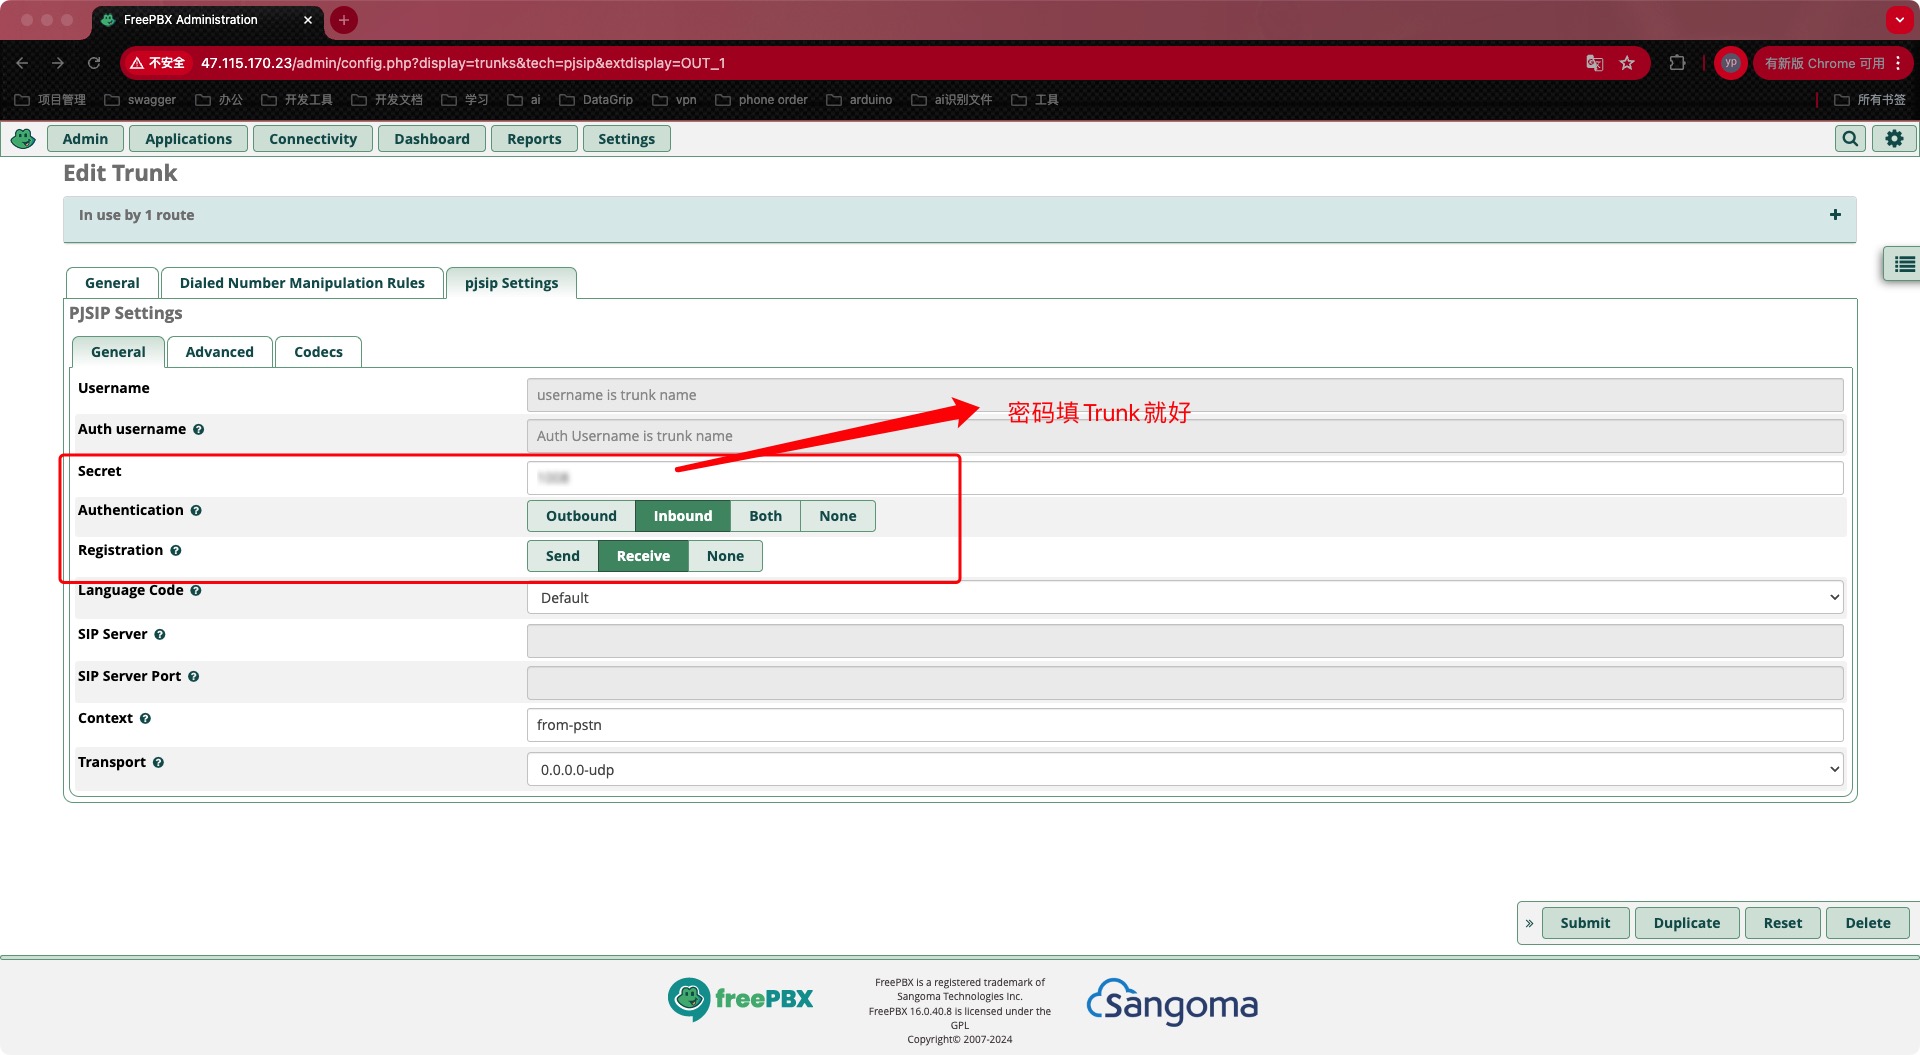 FreePBX Administration
不安全 47.115.170.23/admin/config.php?display=trunks&tech=pjsip&extdisplay=OUT_1
yp
有新版 Chrome 可用
项目管理 swagger 办公 开发工具 开发文档 学习 ai DataGrip vpn phone order arduino ai识别文件 工具 所有书签
Admin Applications Connectivity Dashboard Reports Settings
Edit Trunk
In use by 1 route
General Dialed Number Manipulation Rules pjsip Settings
PJSIP Settings
General Advanced Codecs
Username username is trunk name
密码填Trunk就好
Auth username Auth Username is trunk name
Secret
Authentication Outbound Inbound Both None
Registration Send Receive None
Language Code Default
SIP Server
SIP Server Port
Context from-pstn
Transport 0.0.0.0-udp
Submit Duplicate Reset Delete
freePBX
FreePBX is a registered trademark of
Sangoma Technologies Inc.
FreePBX 16.0.40.8 is licensed under the
GPL
Copyright© 2007-2024
Sangoma